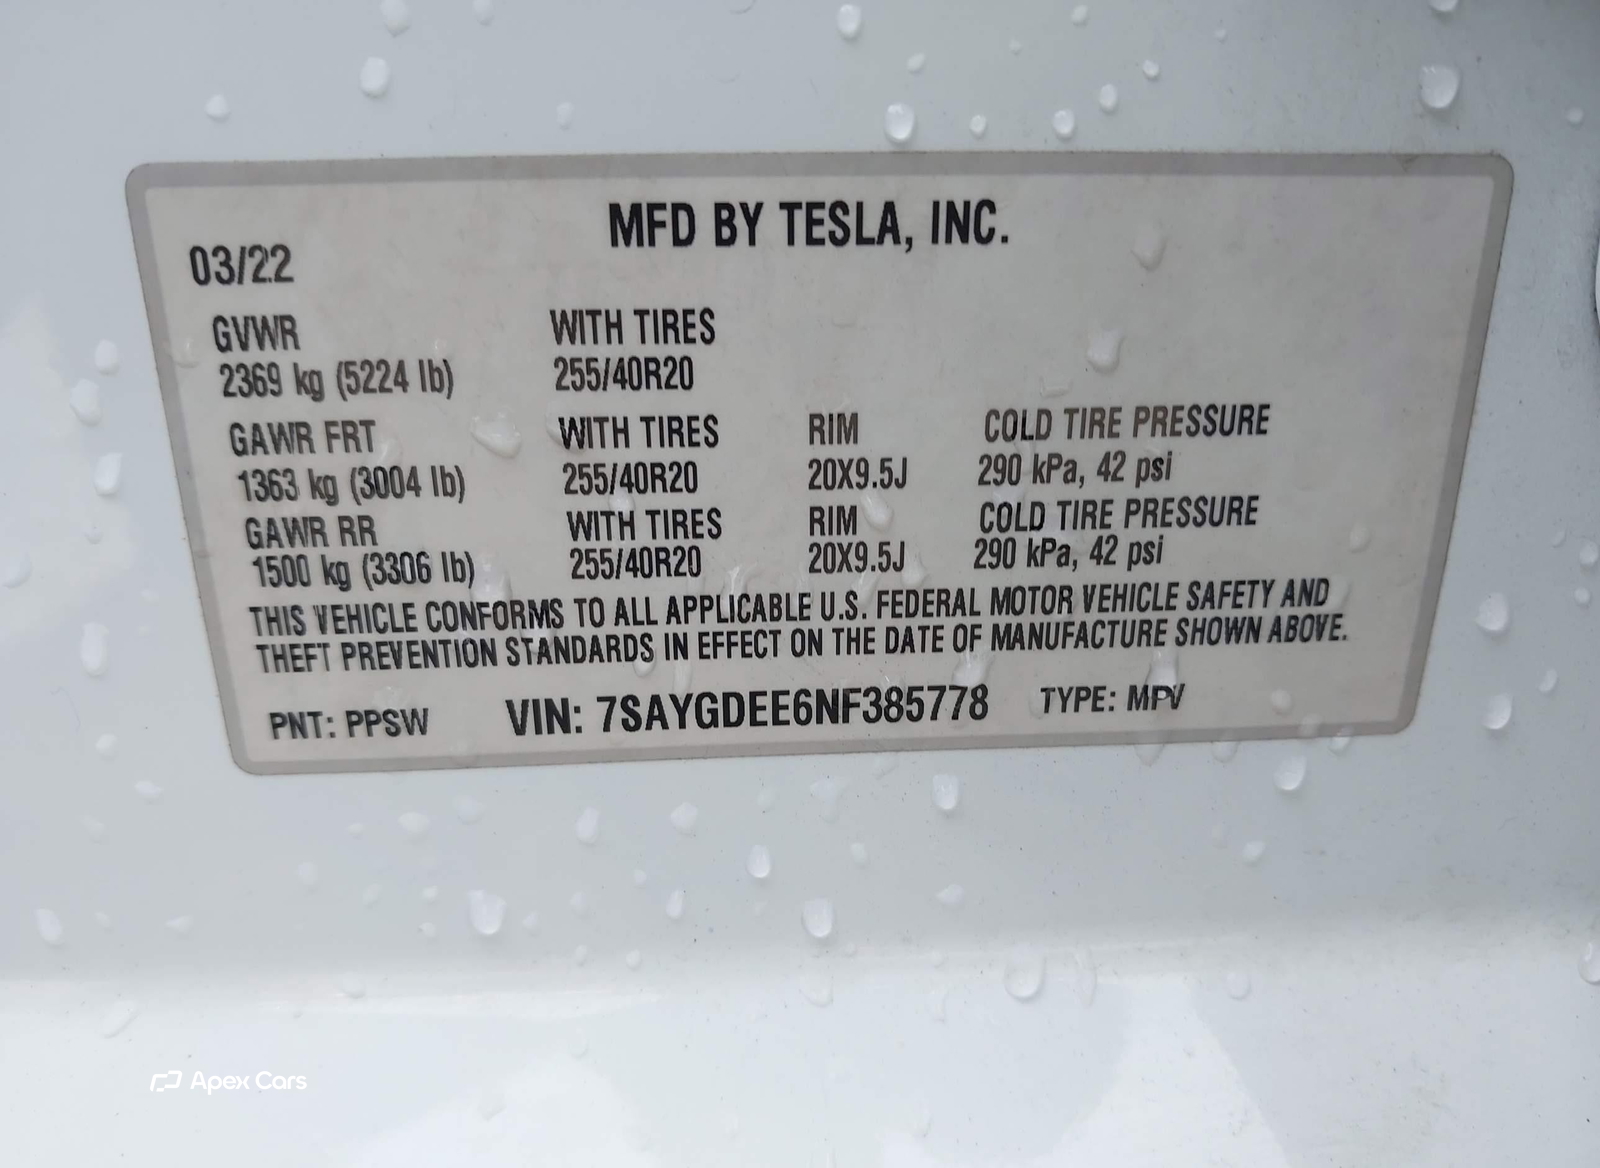 MFD BY TESLA, INC.
03/22
GVWR WITH TIRES
2369 kg (5224 lb) 255/40R20
GAWR FRT WITH TIRES RIM COLD TIRE PRESSURE
1363 kg (3004 lb) 255/40R20 20X9.5J 290 kPa, 42 psi
GAWR RR WITH TIRES RIM COLD TIRE PRESSURE
1500 kg (3306 lb) 255/40R20 20X9.5J 290 kPa, 42 psi
THIS VEHICLE CONFORMS TO ALL APPLICABLE U.S. FEDERAL MOTOR VEHICLE SAFETY AND
THEFT PREVENTION STANDARDS IN EFFECT ON THE DATE OF MANUFACTURE SHOWN ABOVE.
PNT: PPSW VIN: 7SAYGDEE6NF385778 TYPE: MPV
Apex Cars